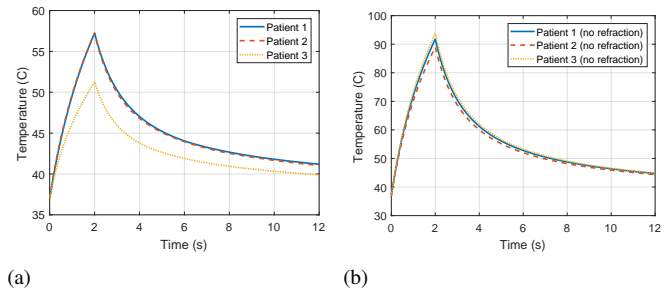 60
55
50
45
40
35
Temperature (C)
0 2 4 6 8 10 12
Time (s)
Patient 1
Patient 2
Patient 3
(a)
100
90
80
70
60
50
40
30
Temperature (C)
0 2 4 6 8 10 12
Time (s)
Patient 1 (no refraction)
Patient 2 (no refraction)
Patient 3 (no refraction)
(b)